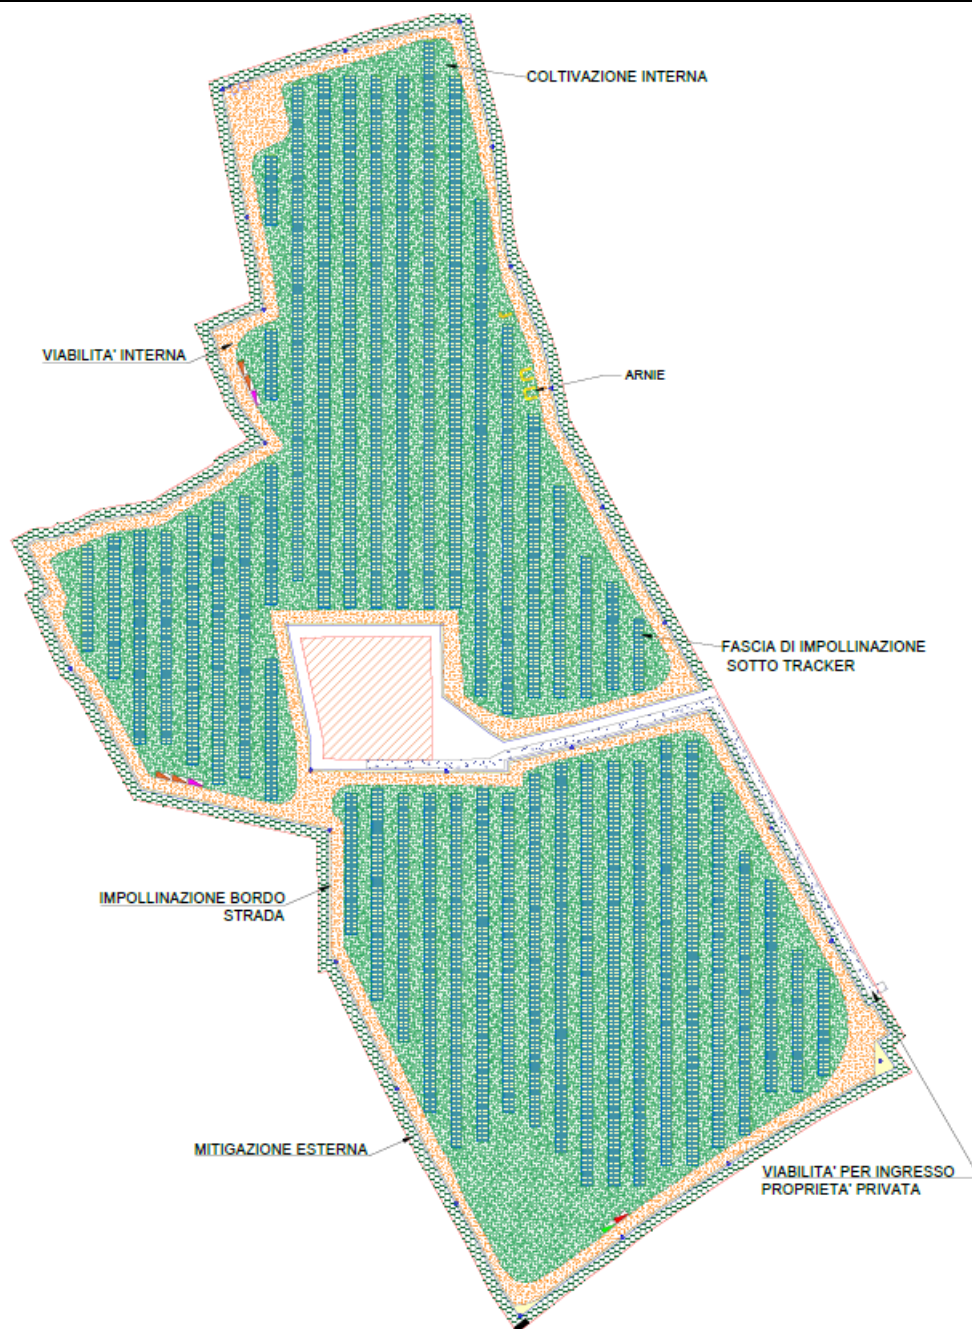 COLTIVAZIONE INTERNA
VIABILITA' INTERNA
ARNIE
FASCIA DI IMPOLLINAZIONE
SOTTO TRACKER
IMPOLLINAZIONE BORDO
STRADA
MITIGAZIONE ESTERNA
VIABILITA' PER INGRESSO
PROPRIETA' PRIVATA